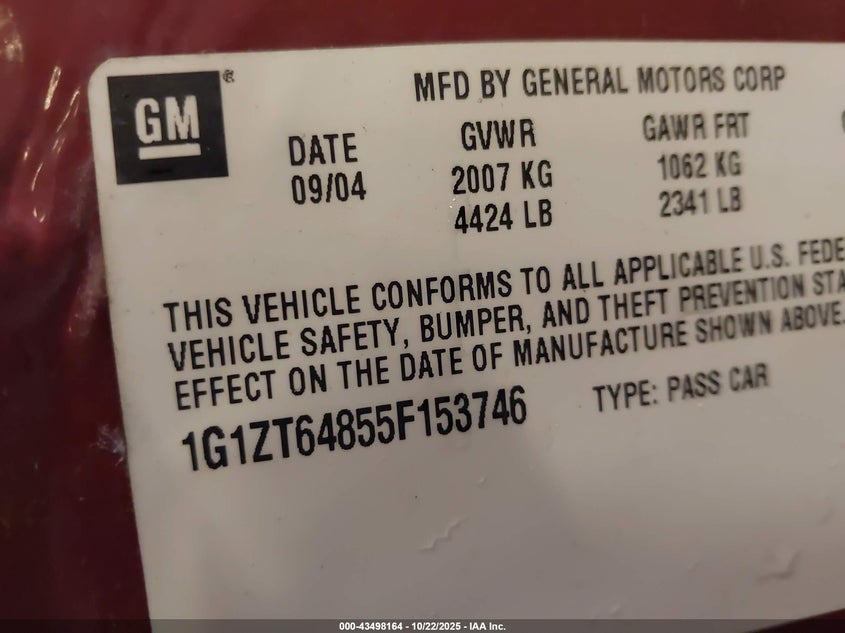 GM ®
MFD BY GENERAL MOTORS CORP
DATE GVWR GAWR FRT
09/04 2007 KG 1062 KG
4424 LB 2341 LB
THIS VEHICLE CONFORMS TO ALL APPLICABLE U.S. FEDE
VEHICLE SAFETY, BUMPER, AND THEFT PREVENTION STA
EFFECT ON THE DATE OF MANUFACTURE SHOWN ABOVE.
1G1ZT64855F153746 TYPE: PASS CAR
000-43498164 - 10/22/2025 - IAA Inc.